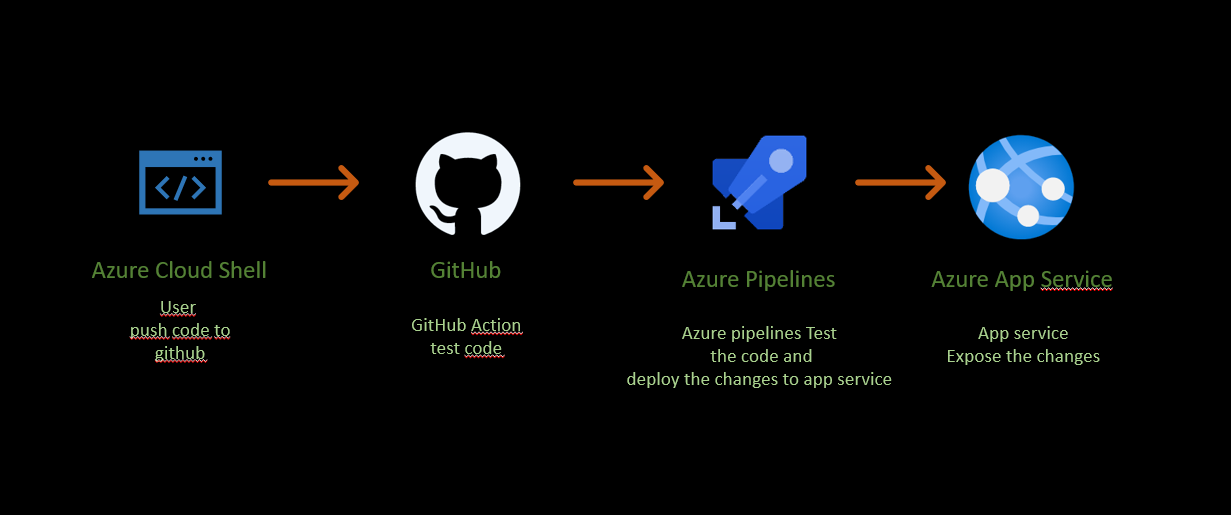 Azure Cloud Shell
User
push code to
github
GitHub
GitHub Action
test code
Azure Pipelines
Azure pipelines Test
the code and
deploy the changes to app service
Azure App Service
App service
Expose the changes